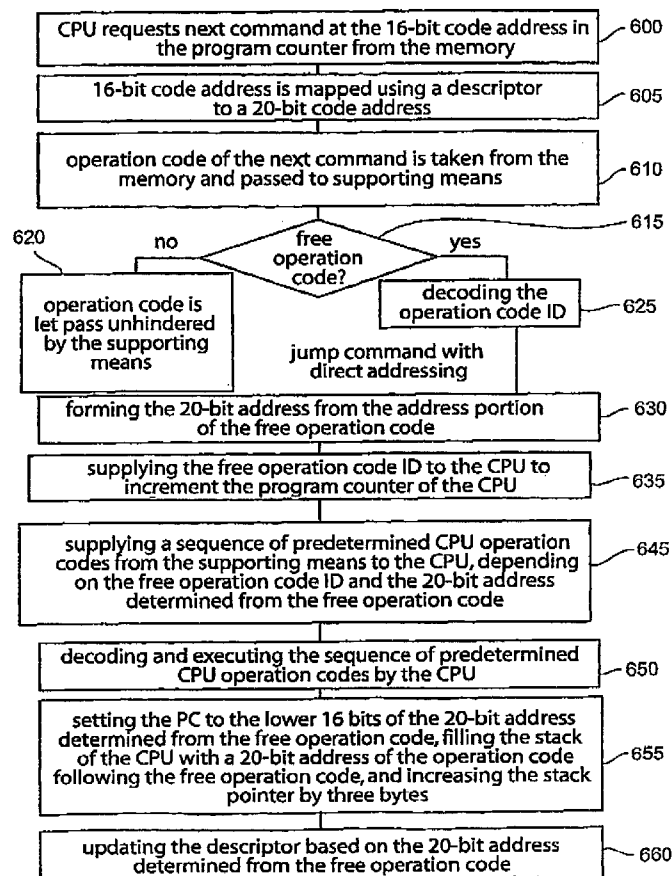 CPU requests next command at the 16-bit code address in
the program counter from the memory
600
16-bit code address is mapped using a descriptor
to a 20-bit code address
605
operation code of the next command is taken from the
memory and passed to supporting means
610
615
620
no
free
operation
code?
yes
operation code is
let pass unhindered
by the supporting
means
decoding the
operation code ID
625
jump command with
direct addressing
forming the 20-bit address from the address portion
of the free operation code
630
supplying the free operation code ID to the CPU to
increment the program counter of the CPU
635
supplying a sequence of predetermined CPU operation
codes from the supporting means to the CPU, depending
on the free operation code ID and the 20-bit address
determined from the free operation code
645
decoding and executing the sequence of predetermined
CPU operation codes by the CPU
650
setting the PC to the lower 16 bits of the 20-bit address
determined from the free operation code, filling the stack
of the CPU with a 20-bit address of the operation code
following the free operation code, and increasing the stack
pointer by three bytes
655
updating the descriptor based on the 20-bit address
determined from the free operation code
660